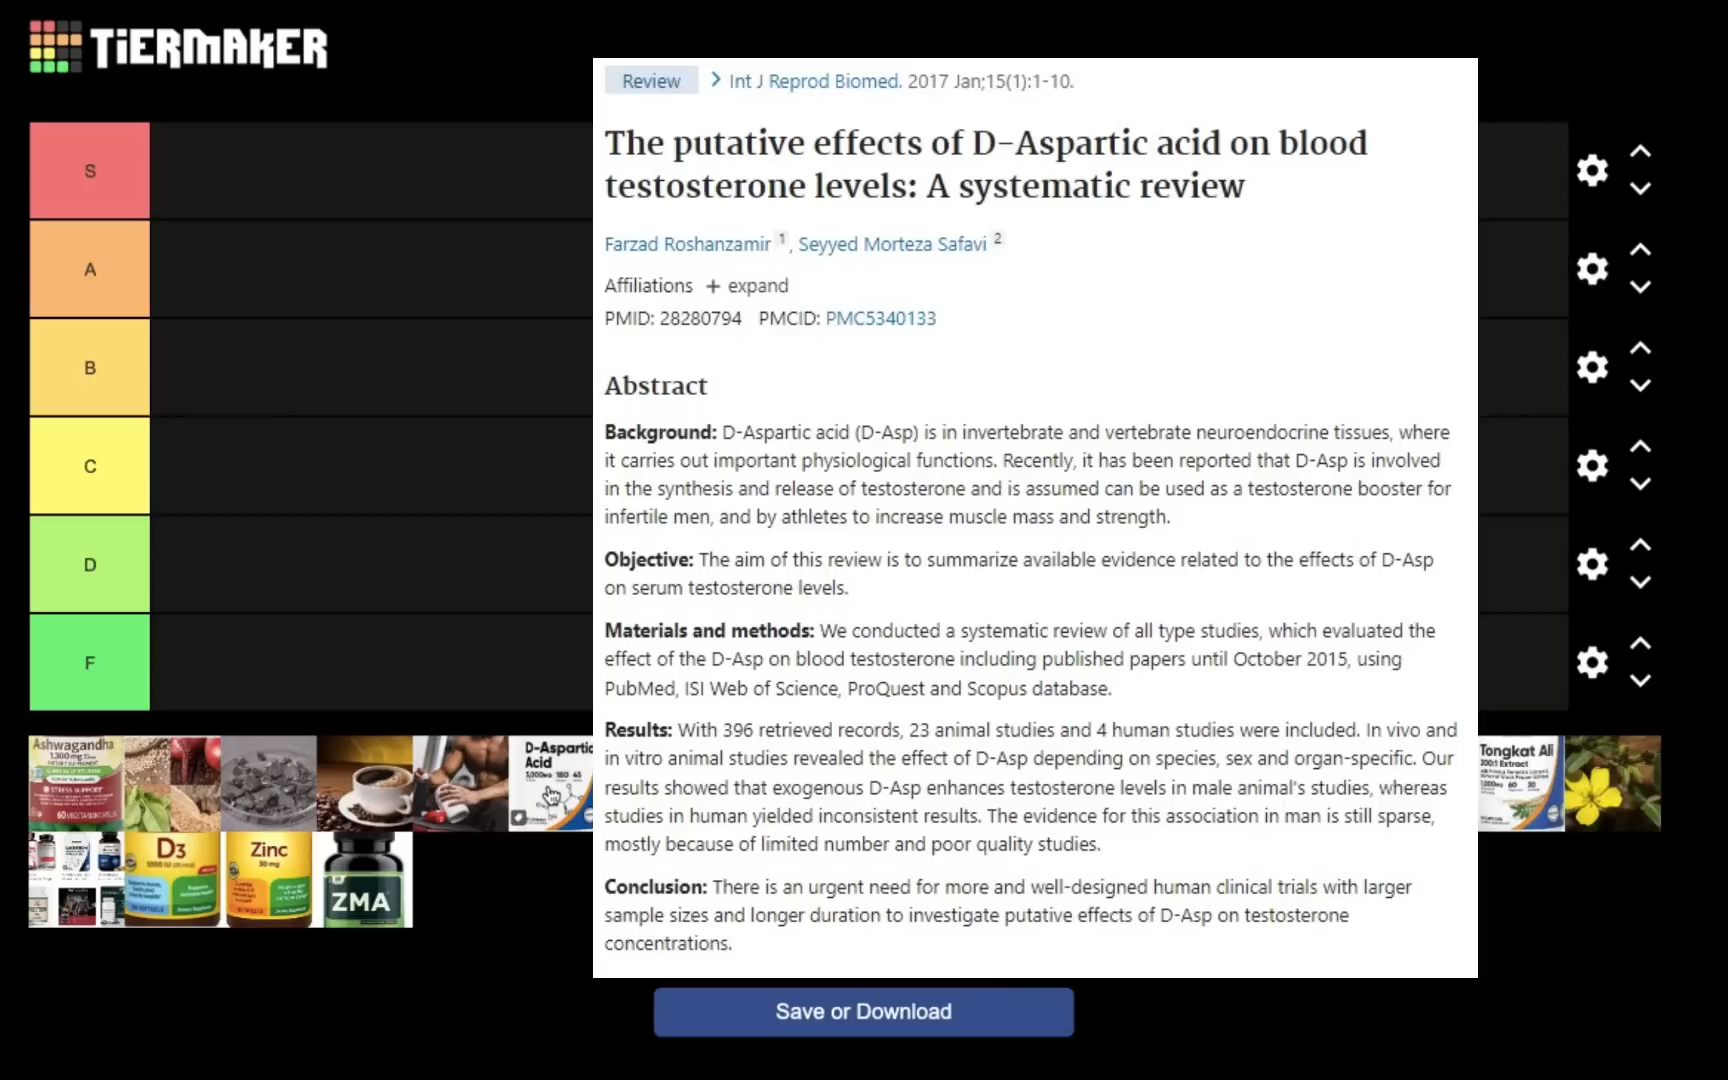 TiERMAKER
Review
Int J Reprod Biomed. 2017 Jan;15(1):1-10.
The putative effects of D-Aspartic acid on blood
testosterone levels: A systematic review
Farzad Roshanzamir 1, Seyyed Morteza Safavi 2
Affiliations + expand
PMID: 28280794 PMCID: PMC5340133
Abstract
Background: D-Aspartic acid (D-Asp) is in invertebrate and vertebrate neuroendocrine tissues, where
it carries out important physiological functions. Recently, it has been reported that D-Asp is involved
in the synthesis and release of testosterone and is assumed can be used as a testosterone booster for
infertile men, and by athletes to increase muscle mass and strength.
Objective: The aim of this review is to summarize available evidence related to the effects of D-Asp
on serum testosterone levels.
Materials and methods: We conducted a systematic review of all type studies, which evaluated the
effect of the D-Asp on blood testosterone including published papers until October 2015, using
PubMed, ISI Web of Science, ProQuest and Scopus database.
Results: With 396 retrieved records, 23 animal studies and 4 human studies were included. In vivo and
in vitro animal studies revealed the effect of D-Asp depending on species, sex and organ-specific. Our
results showed that exogenous D-Asp enhances testosterone levels in male animal's studies, whereas
studies in human yielded inconsistent results. The evidence for this association in man is still sparse,
mostly because of limited number and poor quality studies.
Conclusion: There is an urgent need for more and well-designed human clinical trials with larger
sample sizes and longer duration to investigate putative effects of D-Asp on testosterone
concentrations.
S
A
B
C
D
F
Ashwagandha
1,300 mg
STRESS SUPPORT
60 VEGETARIAN CAPSULES
D-Aspartic
Acid
3,000mg 180 45
Tongkat Ali
200:1 Extract
D3
Zinc
ZMA
Save or Download